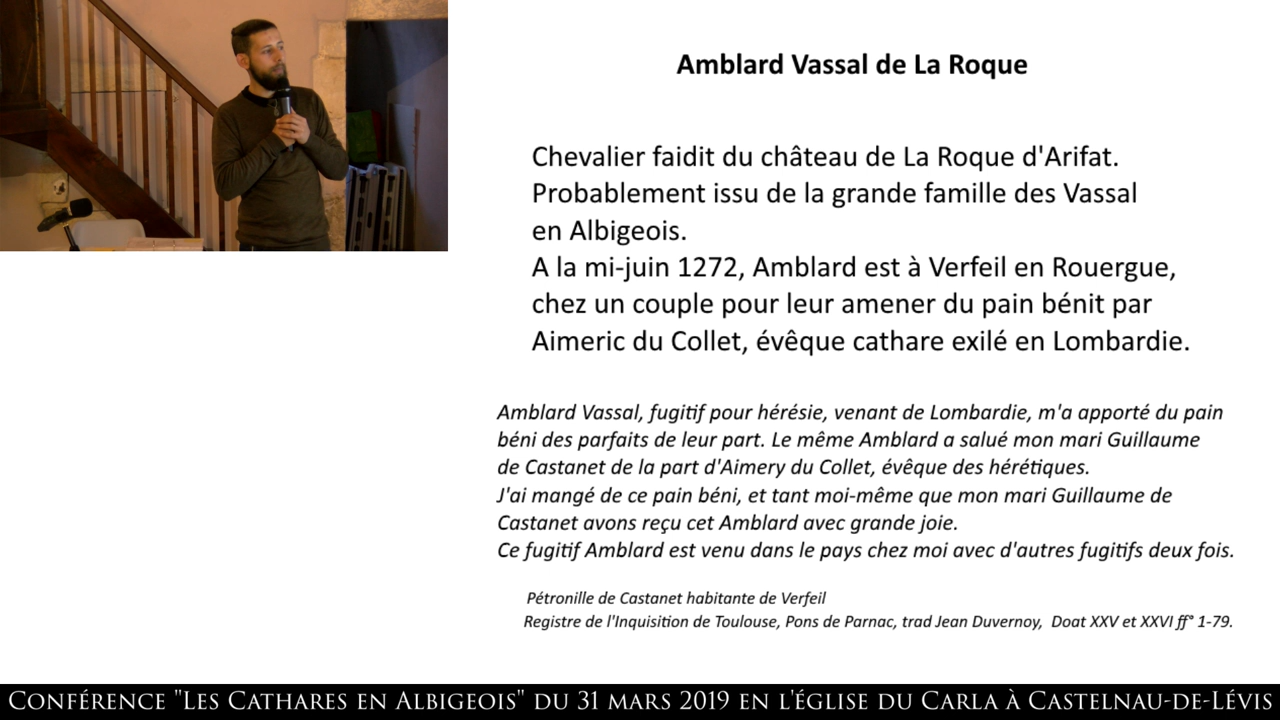 Amblard Vassal de La Roque
Chevalier faidit du château de La Roque d'Arifat.
Probablement issu de la grande famille des Vassal
en Albigeois.
A la mi-juin 1272, Amblard est à Verfeil en Rouergue,
chez un couple pour leur amener du pain bénit par
Aimeric du Collet, évêque cathare exilé en Lombardie.
Amblard Vassal, fugitif pour hérésie, venant de Lombardie, m'a apporté du pain
béni des parfaits de leur part. Le même Amblard a salué mon mari Guillaume
de Castanet de la part d'Aimery du Collet, évêque des hérétiques.
J'ai mangé de ce pain béni, et tant moi-même que mon mari Guillaume de
Castanet avons reçu cet Amblard avec grande joie.
Ce fugitif Amblard est venu dans le pays chez moi avec d'autres fugitifs deux fois.
Pétronille de Castanet habitante de Verfeil
Registre de l'Inquisition de Toulouse, Pons de Parnac, trad Jean Duvernoy, Doat XXV et XXVI ff° 1-79.
Conférence "Les Cathares en Albigeois" du 31 mars 2019 en l'église du Carla à Castelnau-de-Lévis